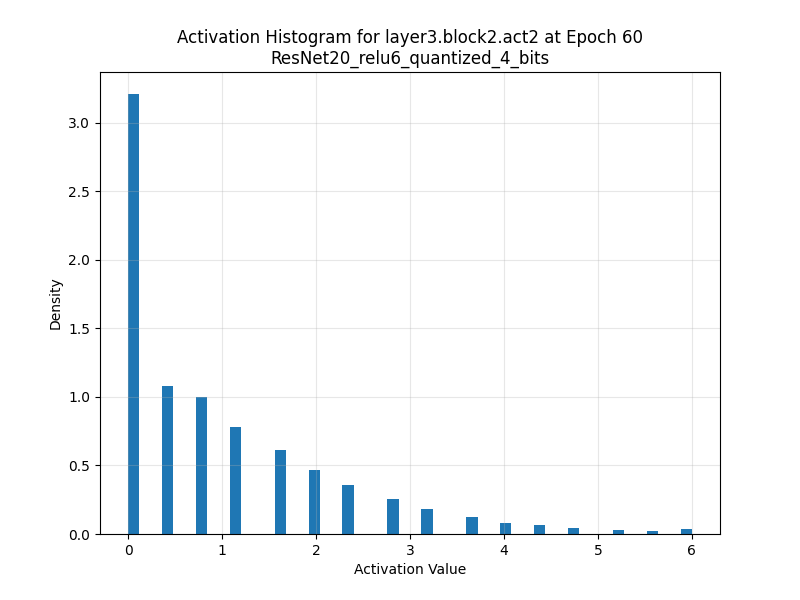 Activation Histogram for layer3.block2.act2 at Epoch 60
ResNet20_relu6_quantized_4_bits
3.0
2.5
2.0
1.5
1.0
0.5
0.0
Density
0 1 2 3 4 5 6
Activation Value